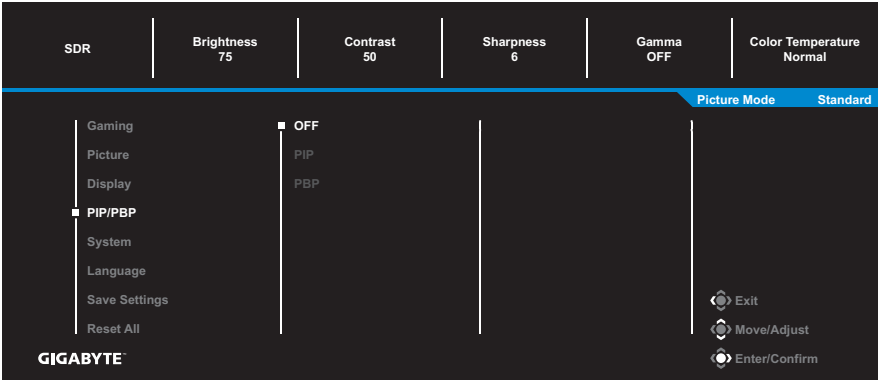 SDR
Brightness
75
Contrast
50
Sharpness
6
Gamma
OFF
Color Temperature
Normal
Picture Mode Standard
Gaming
Picture
Display
PIP/PBP
System
Language
Save Settings
Reset All
OFF
PIP
PBP
Exit
Move/Adjust
Enter/Confirm
GIGABYTE™